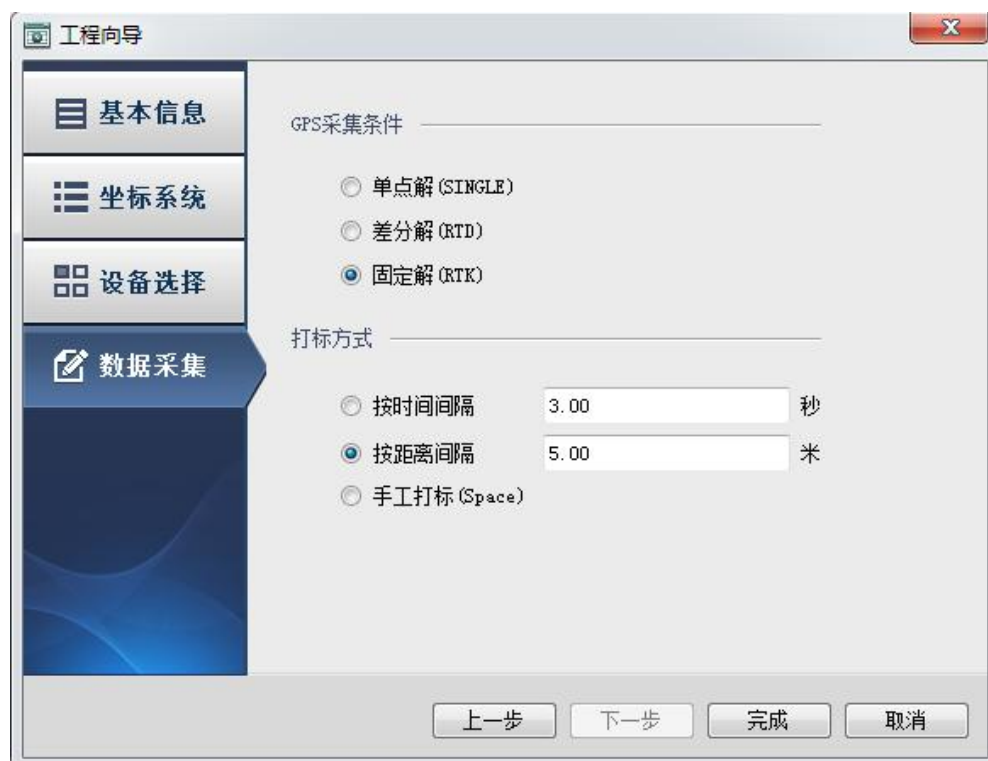 工程向导
基本信息
坐标系统
设备选择
数据采集
GPS采集条件
单点解(SINGLE)
差分解(RTD)
固定解(RTK)
打标方式
按时间间隔 3.00 秒
按距离间隔 5.00 米
手工打标(Space)
上一步 下一步 完成 取消